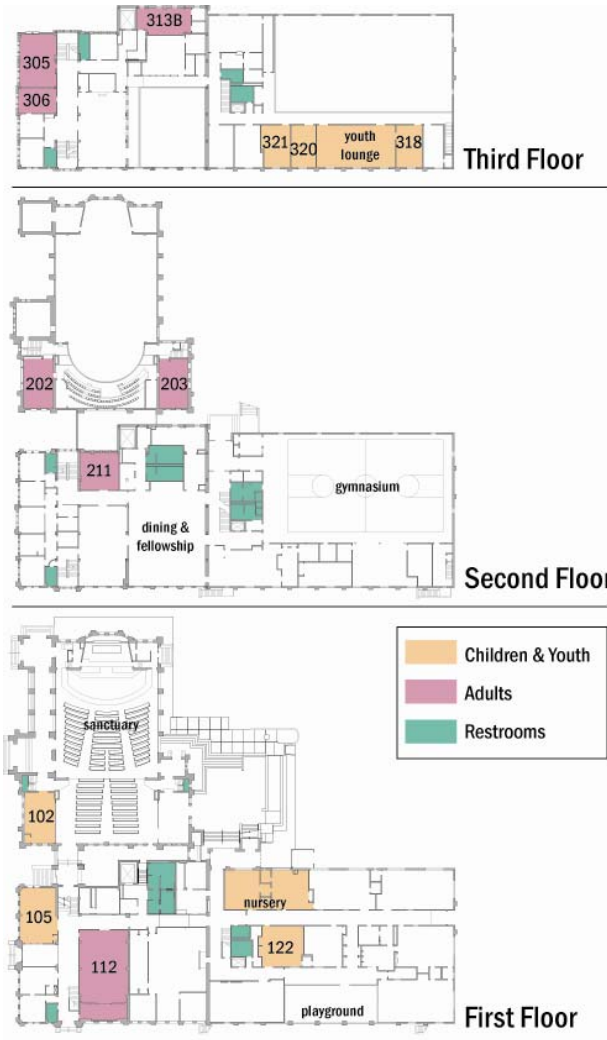 313B
305
306
321
320
youth
lounge
318
Third Floor
202
203
211
gymnasium
dining &
fellowship
Second Floor
Children & Youth
Adults
Restrooms
sanctuary
102
105
nursery
122
112
playground
First Floor